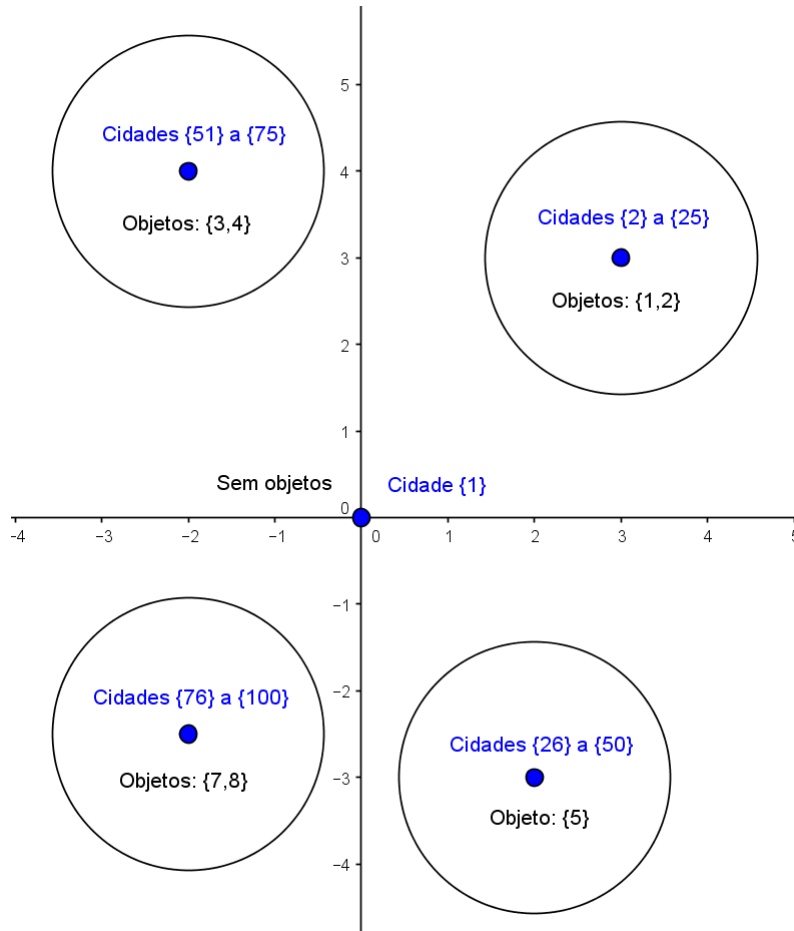 5
Cidades {51} a {75}
4
Objetos: {3,4}
Cidades {2} a {25}
3
Objetos: {1,2}
2
1
Sem objetos
Cidade {1}
0
−4 −3 −2 −1 0 1 2 3 4 5
−1
−2
Cidades {76} a {100}
Cidades {26} a {50}
Objetos: {7,8}
−3
Objeto: {5}
−4